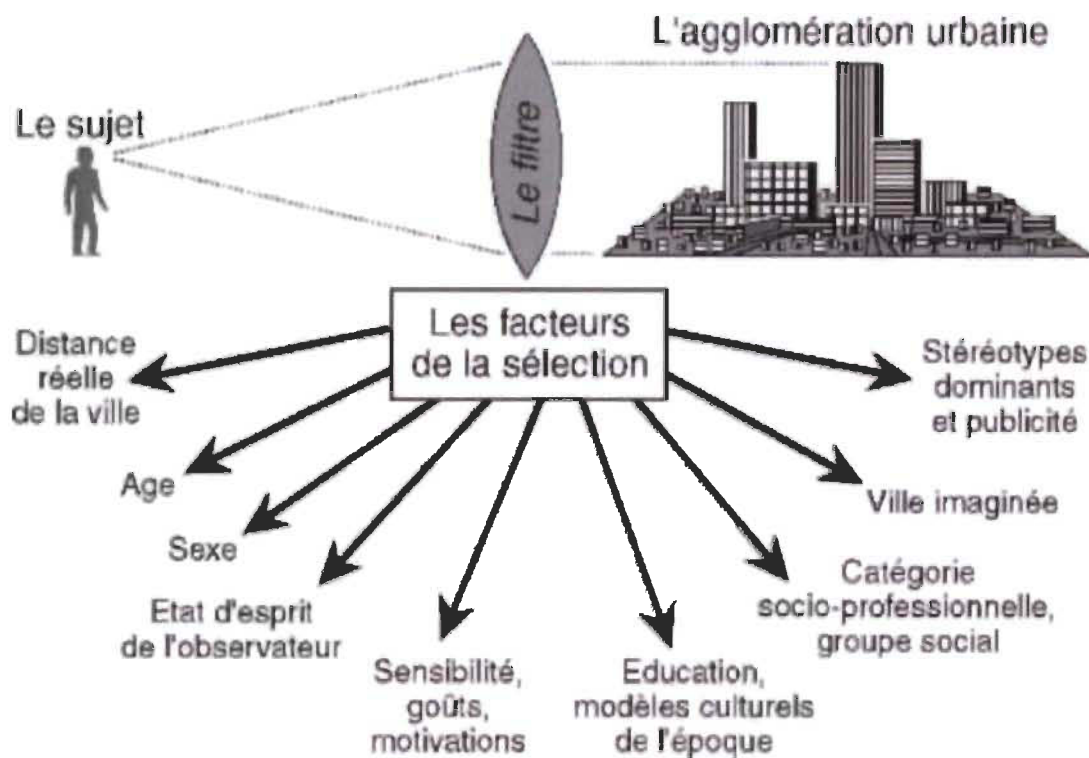 L'agglomération urbaine
Le sujet
Le filtre
Les facteurs
de la sélection
Distance
réelle
de la ville
Age
Sexe
Etat d'esprit
de l'observateur
Sensibilité,
goûts,
motivations
Education,
modèles culturels
de l'époque
Catégorie
socio-professionnelle,
groupe social
Ville imaginée
Stéréotypes
dominants
et publicité